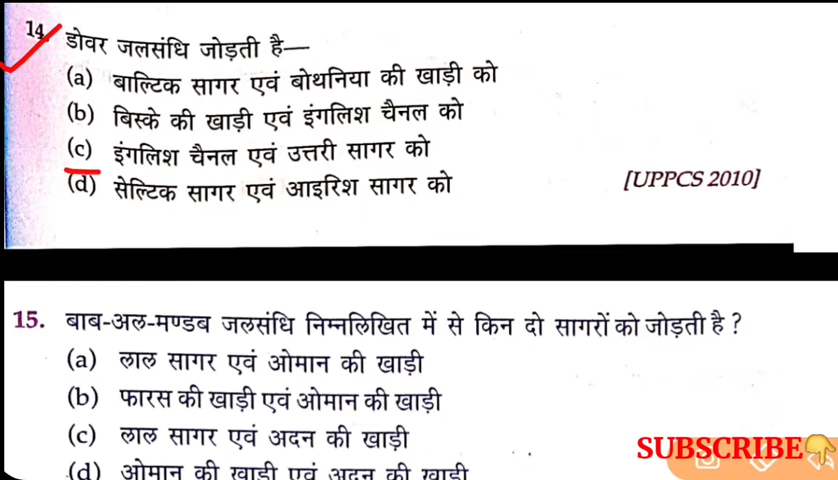 14. डोवर जलसंधि जोड़ती है—
(a) बाल्टिक सागर एवं बोथनिया की खाड़ी को
(b) बिस्के की खाड़ी एवं इंगलिश चैनल को
(c) इंगलिश चैनल एवं उत्तरी सागर को
(d) सेल्टिक सागर एवं आइरिश सागर को [UPPCS 2010]
15. बाब-अल-मण्डब जलसंधि निम्नलिखित में से किन दो सागरों को जोड़ती है ?
(a) लाल सागर एवं ओमान की खाड़ी
(b) फारस की खाड़ी एवं ओमान की खाड़ी
(c) लाल सागर एवं अदन की खाड़ी
SUBSCRIBE
(d) ओमान की खाड़ी एवं अदन की खाड़ी